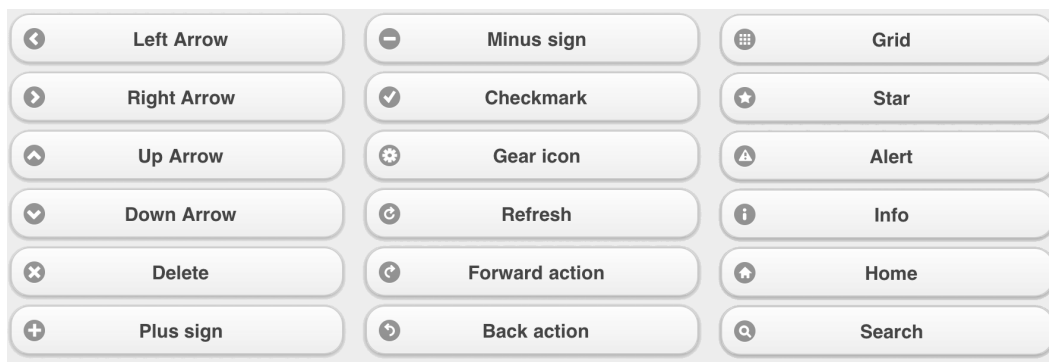 Left Arrow
Right Arrow
Up Arrow
Down Arrow
Delete
Plus sign
Minus sign
Checkmark
Gear icon
Refresh
Forward action
Back action
Grid
Star
Alert
Info
Home
Search